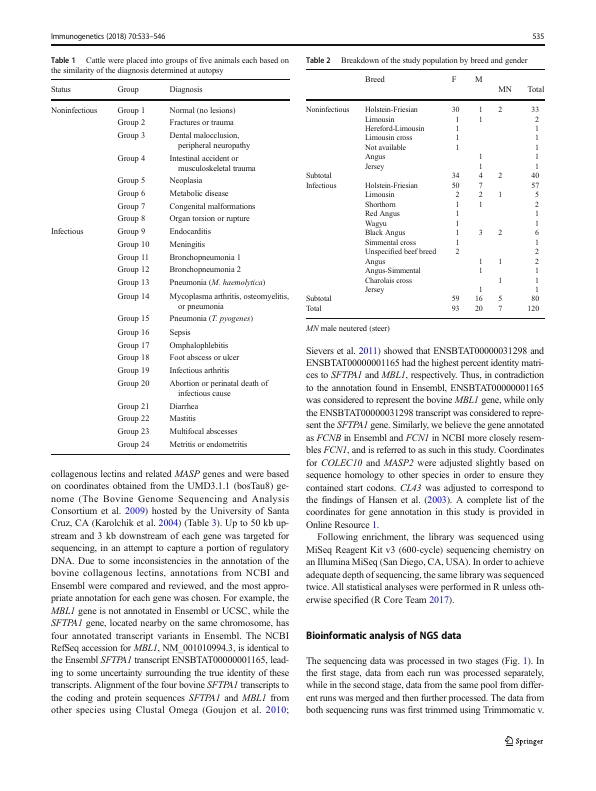 Immunogenetics (2018) 70:533–546
535
Table 1 Cattle were placed into groups of five animals each based on
the similarity of the diagnosis determined at autopsy
Status Group Diagnosis
Noninfectious Group 1 Normal (no lesions)
Group 2 Fractures or trauma
Group 3 Dental malocclusion,
peripheral neuropathy
Group 4 Intestinal accident or
musculoskeletal trauma
Group 5 Neoplasia
Group 6 Metabolic disease
Group 7 Congenital malformations
Group 8 Organ torsion or rupture
Infectious Group 9 Endocarditis
Group 10 Meningitis
Group 11 Bronchopneumonia 1
Group 12 Bronchopneumonia 2
Group 13 Pneumonia (M. haemolytica)
Group 14 Mycoplasma arthritis, osteomyelitis,
or pneumonia
Group 15 Pneumonia (T. pyogenes)
Group 16 Sepsis
Group 17 Omphalophlebitis
Group 18 Foot abscess or ulcer
Group 19 Infectious arthritis
Group 20 Abortion or perinatal death of
infectious cause
Group 21 Diarrhea
Group 22 Mastitis
Group 23 Multifocal abscesses
Group 24 Metritis or endometritis
collagenous lectins and related MASP genes and were based
on coordinates obtained from the UMD3.1.1 (bosTau8) ge-
nome (The Bovine Genome Sequencing and Analysis
Consortium et al. 2009) hosted by the University of Santa
Cruz, CA (Karolchik et al. 2004) (Table 3). Up to 50 kb up-
stream and 3 kb downstream of each gene was targeted for
sequencing, in an attempt to capture a portion of regulatory
DNA. Due to some inconsistencies in the annotation of the
bovine collagenous lectins, annotations from NCBI and
Ensembl were compared and reviewed, and the most appro-
priate annotation for each gene was chosen. For example, the
MBL1 gene is not annotated in Ensembl or UCSC, while the
SFTPA1 gene, located nearby on the same chromosome, has
four annotated transcript variants in Ensembl. The NCBI
RefSeq accession for MBL1, NM_001010994.3, is identical to
the Ensembl SFTPA1 transcript ENSBTAT00000001165, lead-
ing to some uncertainty surrounding the true identity of these
transcripts. Alignment of the four bovine SFTPA1 transcripts to
the coding and protein sequences SFTPA1 and MBL1 from
other species using Clustal Omega (Goujon et al. 2010;
Table 2 Breakdown of the study population by breed and gender
Breed F M MN Total
Noninfectious Holstein-Friesian 30 1 2 33
Limousin 1 1 2
Hereford-Limousin 1 1
Limousin cross 1 1
Not available 1 1
Angus 1 1
Jersey 1 1
Subtotal 34 4 2 40
Infectious Holstein-Friesian 50 7 57
Limousin 2 2 1 5
Shorthorn 1 1 2
Red Angus 1 1
Wagyu 1 1
Black Angus 1 3 2 6
Simmental cross 1 1
Unspecified beef breed 2 2
Angus 1 1 2
Angus-Simmental 1 1
Charolais cross 1 1
Jersey 1 1
Subtotal 59 16 5 80
Total 93 20 7 120
MN male neutered (steer)
Sievers et al. 2011) showed that ENSBTAT00000031298 and
ENSBTAT00000001165 had the highest percent identity matri-
ces to SFTPA1 and MBL1, respectively. Thus, in contradiction
to the annotation found in Ensembl, ENSBTAT00000001165
was considered to represent the bovine MBL1 gene, while only
the ENSBTAT00000031298 transcript was considered to repre-
sent the SFTPA1 gene. Similarly, we believe the gene annotated
as FCNB in Ensembl and FCN1 in NCBI more closely resem-
bles FCN1, and is referred to as such in this study. Coordinates
for COLEC10 and MASP2 were adjusted slightly based on
sequence homology to other species in order to ensure they
contained start codons. CL43 was adjusted to correspond to
the findings of Hansen et al. (2003). A complete list of the
coordinates for gene annotation in this study is provided in
Online Resource 1.
Following enrichment, the library was sequenced using
MiSeq Reagent Kit v3 (600-cycle) sequencing chemistry on
an Illumina MiSeq (San Diego, CA, USA). In order to achieve
adequate depth of sequencing, the same library was sequenced
twice. All statistical analyses were performed in R unless oth-
erwise specified (R Core Team 2017).
Bioinformatic analysis of NGS data
The sequencing data was processed in two stages (Fig. 1). In
the first stage, data from each run was processed separately,
while in the second stage, data from the same pool from differ-
ent runs was merged and then further processed. The data from
both sequencing runs was first trimmed using Trimmomatic v.
Springer